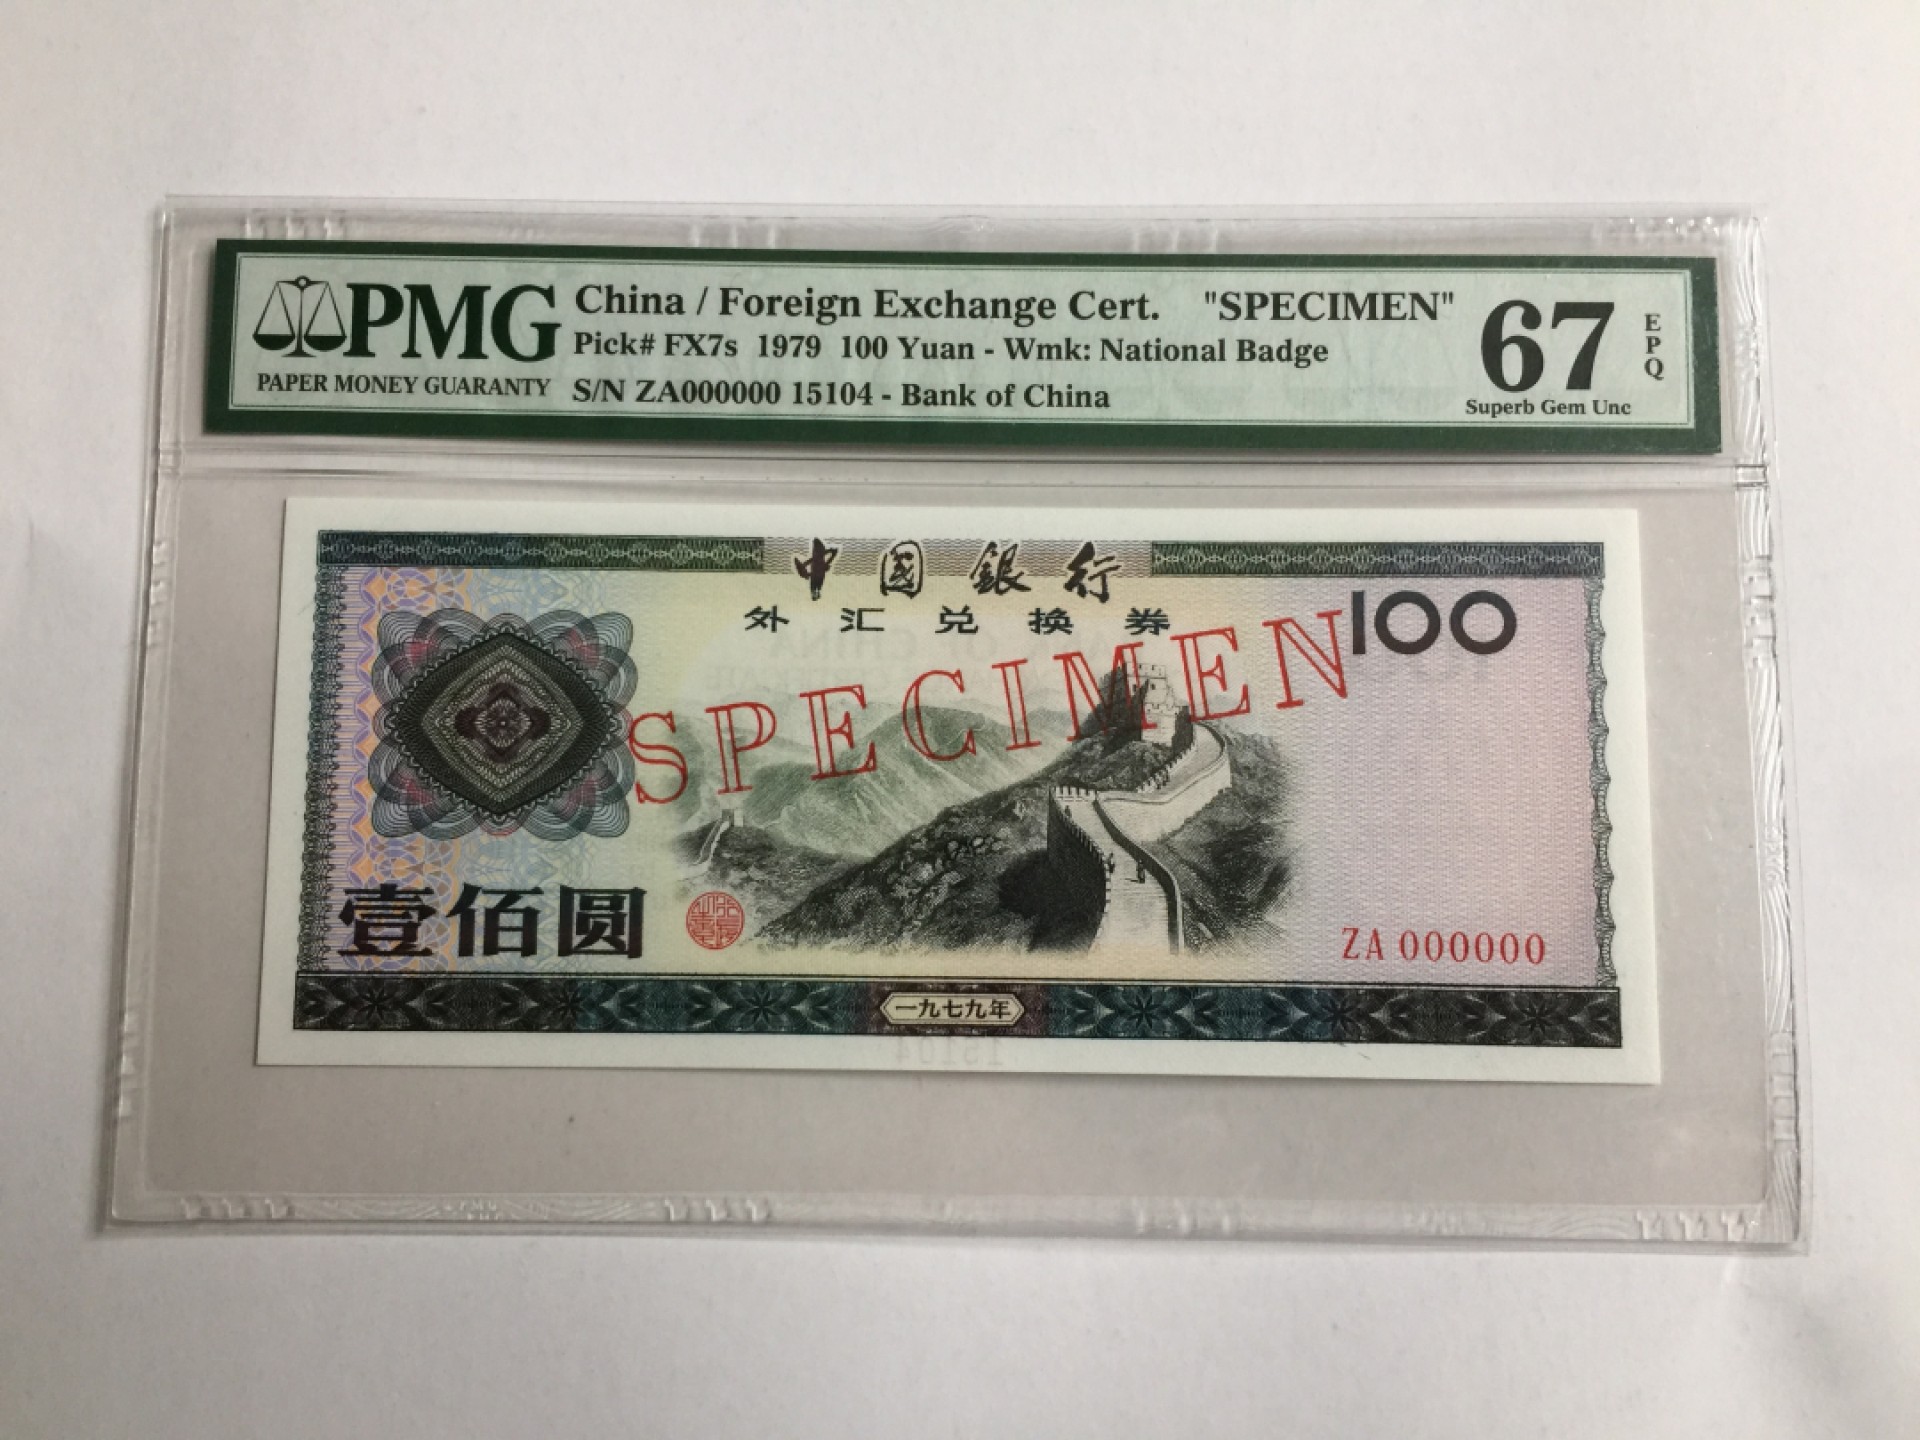 PMG
PAPER MONEY GUARANTY
China / Foreign Exchange Cert. "SPECIMEN"
Pick# FX7s 1979 100 Yuan - Wmk: National Badge
S/N ZA000000 15104 - Bank of China
67
EPQ
Superb Gem Unc
中國銀行
外汇兑换券
100
SPECIMEN
壹佰圆
ZA 000000
一九七九年
15104